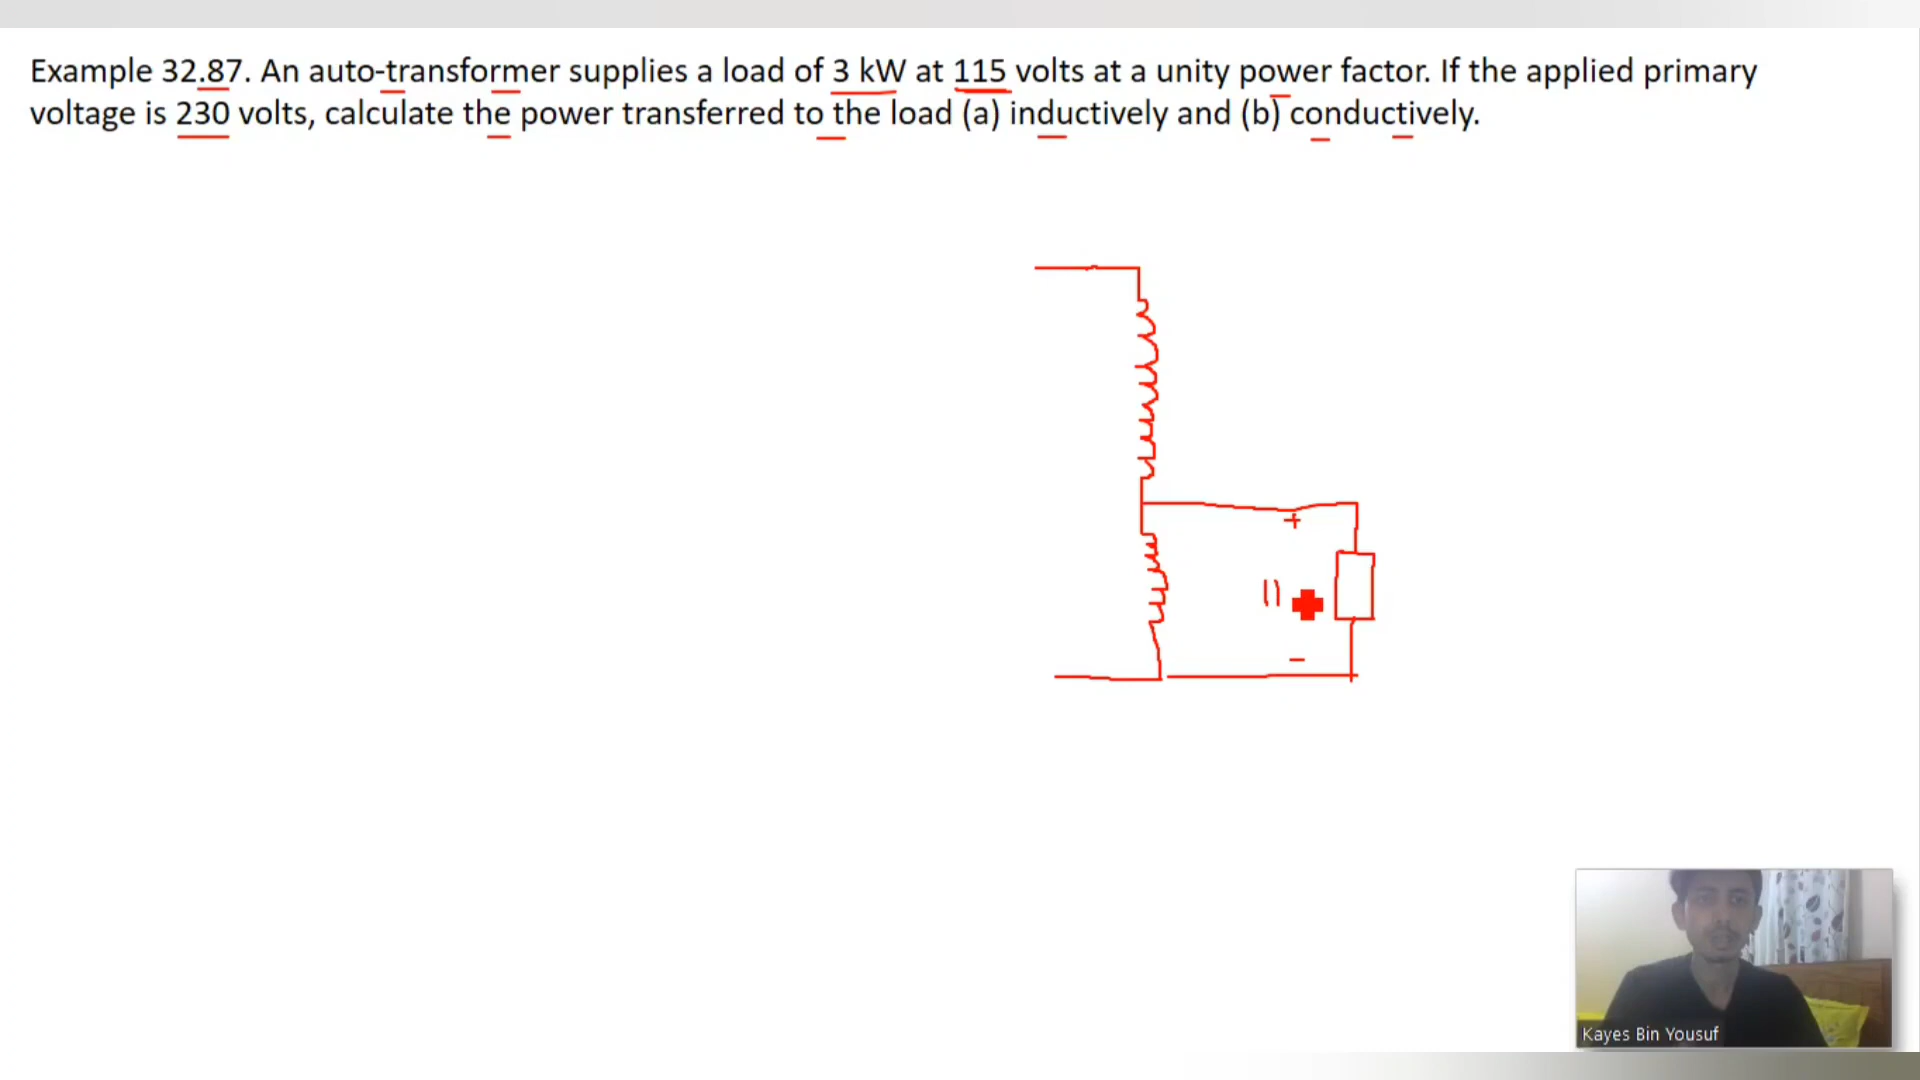 Example 32.87. An auto-transformer supplies a load of 3 kW at 115 volts at a unity power factor. If the applied primary
voltage is 230 volts, calculate the power transferred to the load (a) inductively and (b) conductively.
+
11
-
Kayes Bin Yousuf